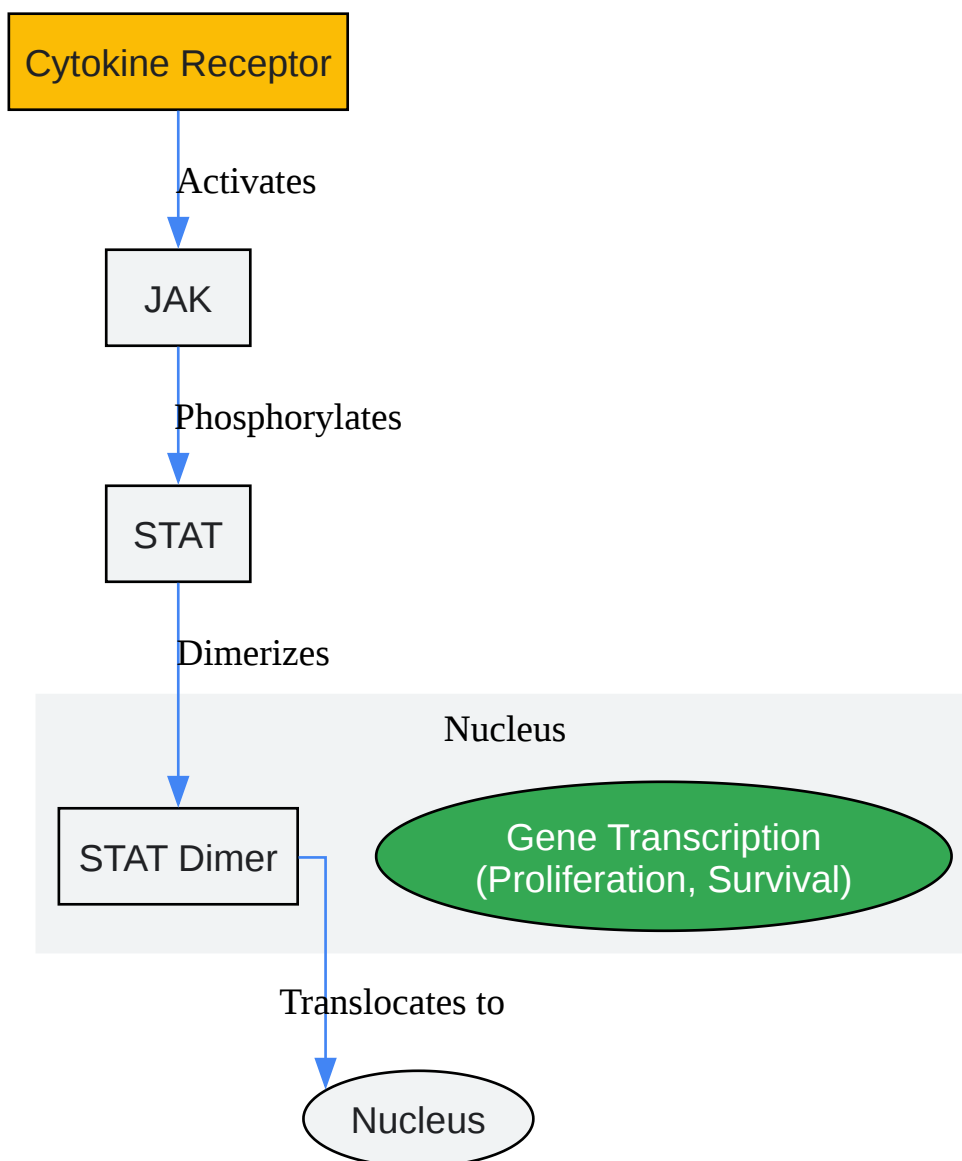 Cytokine Receptor
Activates
JAK
Phosphorylates
STAT
Dimerizes
Nucleus
STAT Dimer
Gene Transcription
(Proliferation, Survival)
Translocates to
Nucleus